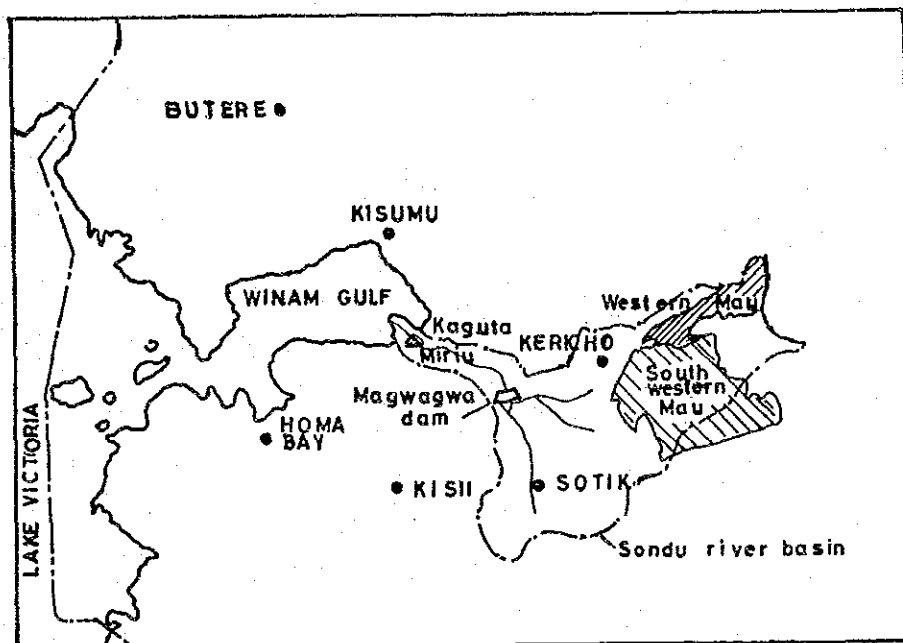 BUTERE
KISUMU
WINAM GULF
Western Mau
Kaguta
Miriu
KERICHO
South
western
Mau
Magwagwa
dam
HOMA
BAY
KISII
SOTIK
Sondu river basin
LAKE VICTORIA